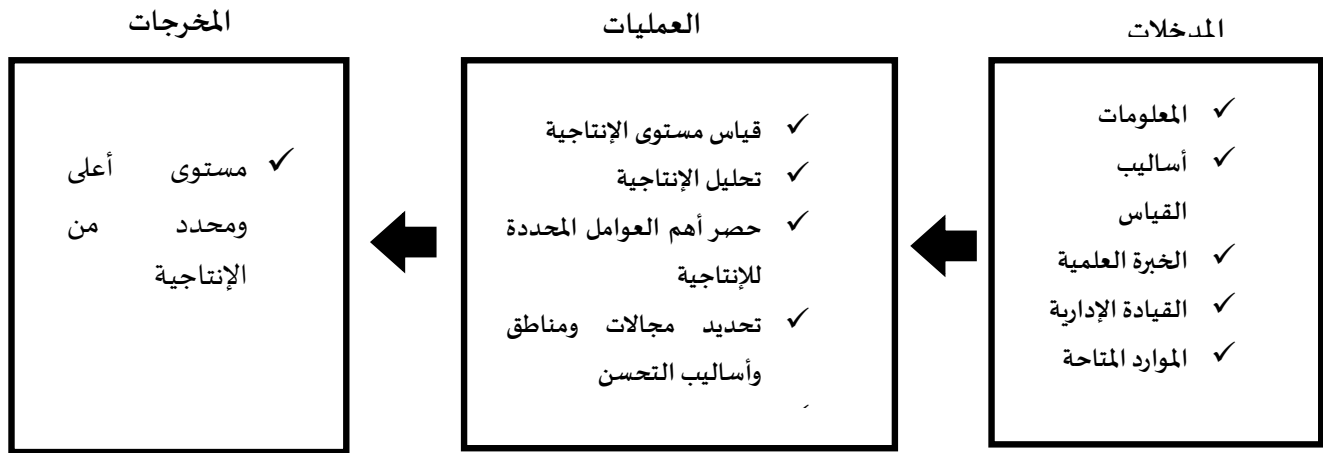 المدخلات
المعلومات
أساليب
القياس
الخبرة العلمية
القيادة الإدارية
الموارد المتاحة
العمليات
قياس مستوى الإنتاجية
تحليل الإنتاجية
حصر أهم العوامل المحددة
للإنتاجية
تحديد مجالات ومناطق
وأساليب التحسن
المخرجات
مستوى أعلى
ومحدد من
الإنتاجية